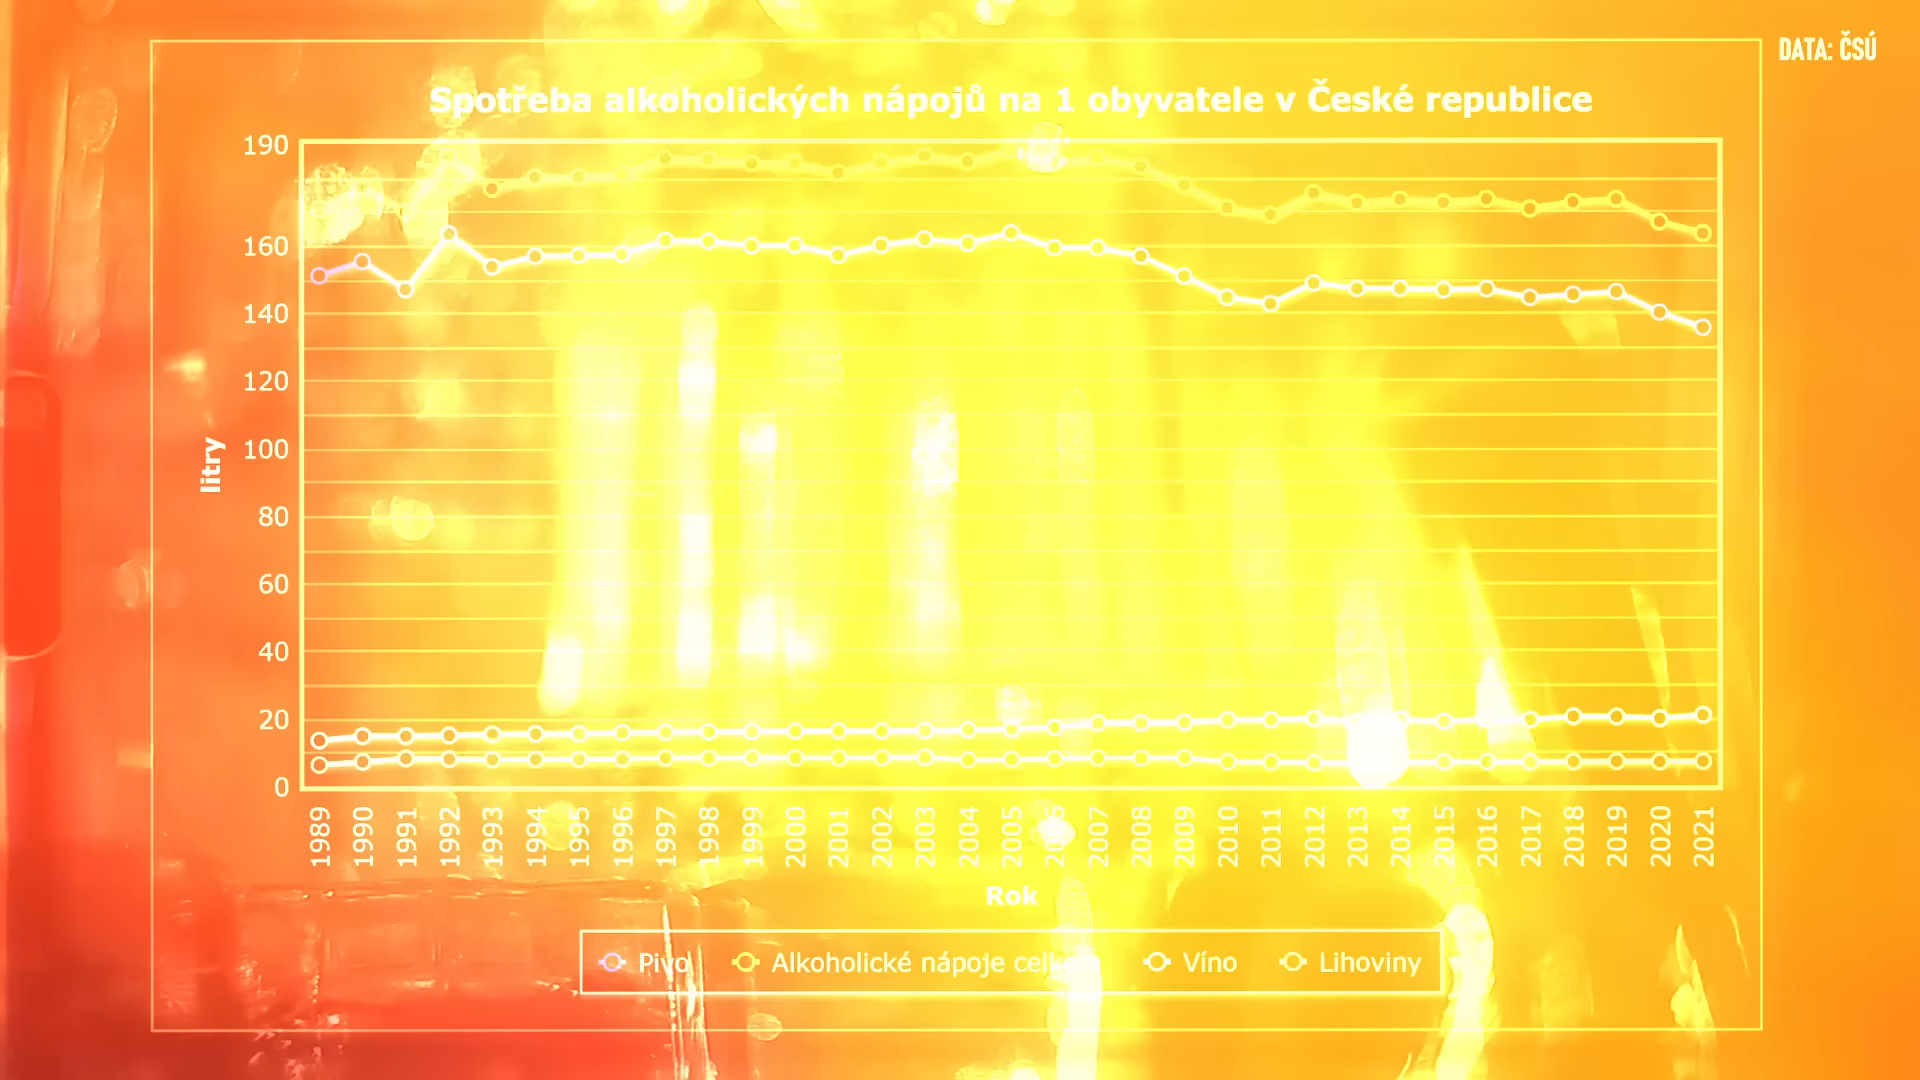 DATA: ČSÚ
Spotřeba alkoholických nápojů na 1 obyvatele v České republice
190
160
140
120
100
80
60
40
20
0
litry
1989 1990 1991 1992 1993 1994 1995 1996 1997 1998 1999 2000 2001 2002 2003 2004 2005 2006 2007 2008 2009 2010 2011 2012 2013 2014 2015 2016 2017 2018 2019 2020 2021
Rok
Pivo Alkoholické nápoje celkem Víno Lihoviny